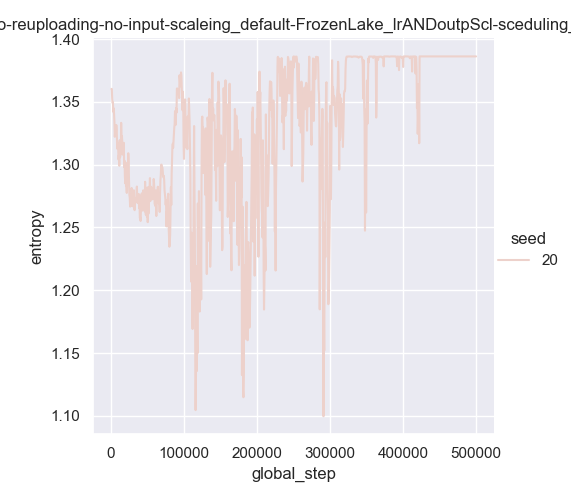 o-reuploading-no-input-scaleing_default-FrozenLake_lrANDoutpScl-sceduling_
1.40
1.35
1.30
1.25
1.20
1.15
1.10
entropy
0 100000 200000 300000 400000 500000
global_step
seed
20